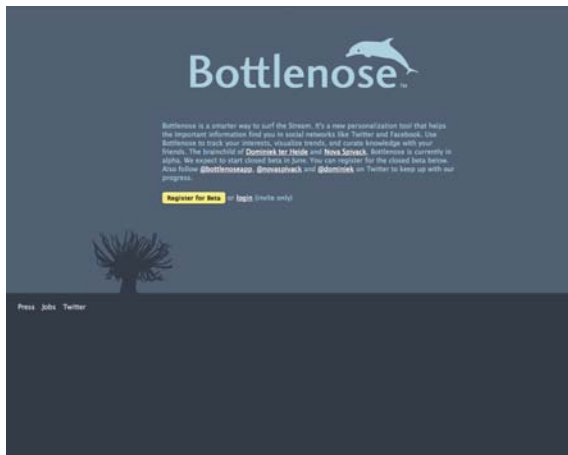 Bottlenose™
Bottlenose is a smarter way to surf the Stream. It's a new personalization tool that helps
the important information find you in social networks like Twitter and Facebook. Use
Bottlenose to track your interests, visualize trends, and curate knowledge with your
friends. The brainchild of Dominiek ter Heide and Nova Spivack, Bottlenose is currently in
alpha. We expect to start closed beta in June. You can register for the closed beta below.
Also follow @bottlenoseapp, @novaspivack and @dominiek on Twitter to keep up with our
progress.
Register for Beta or login (invite only)
Press Jobs Twitter